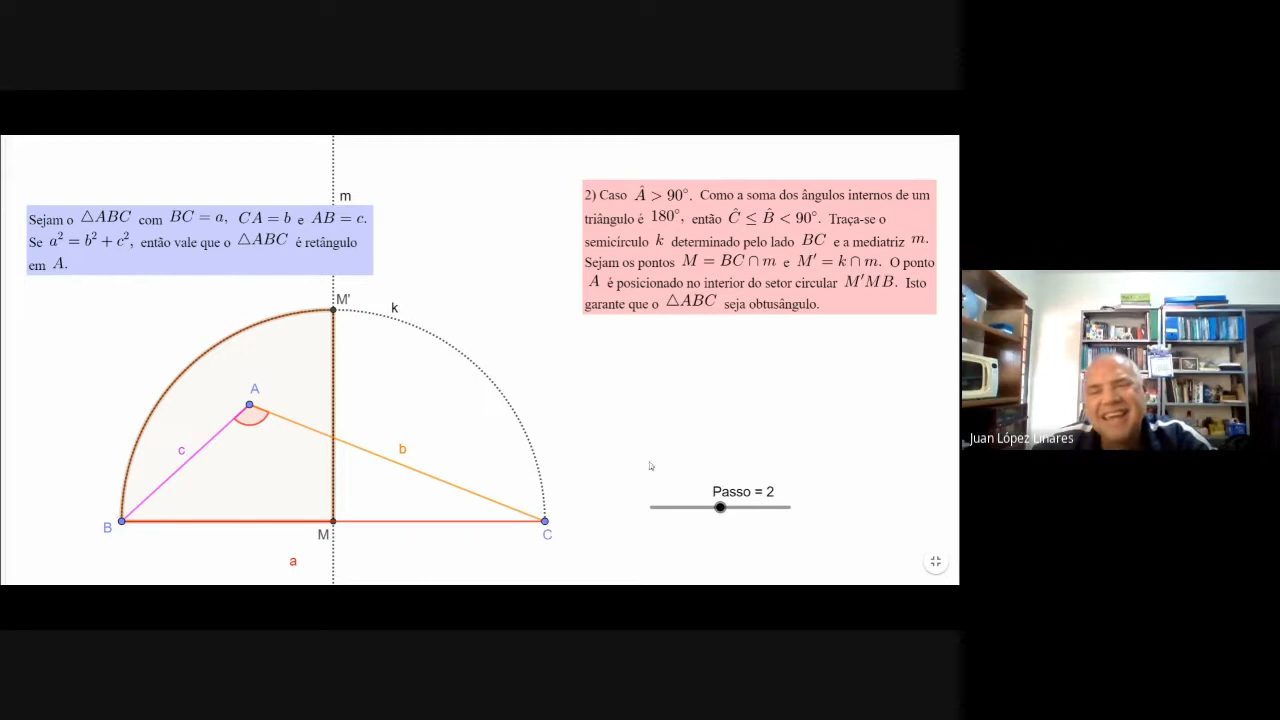 m
Sejam o △ABC com BC = a, CA = b e AB = c.
Se a² = b² + c², então vale que o △ABC é retângulo
em A.
2) Caso Â > 90°. Como a soma dos ângulos internos de um
triângulo é 180°, então Ĉ ≤ B̂ < 90°. Traça-se o
semicírculo k determinado pelo lado BC e a mediatriz m.
Sejam os pontos M = BC ∩ m e M' = k ∩ m. O ponto
A é posicionado no interior do setor circular M'MB. Isto
garante que o △ABC seja obtusângulo.
M'
k
A
c
b
B
M
C
a
Passo = 2
Juan López Linares